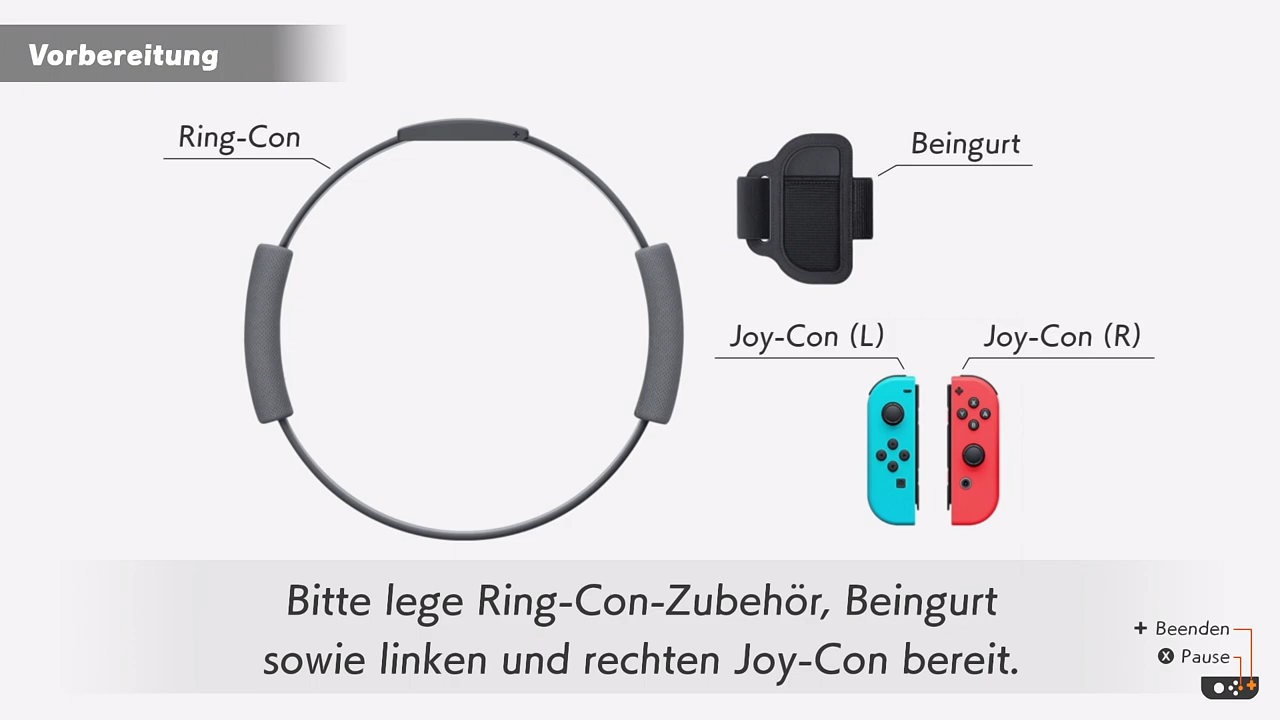 Vorbereitung
Ring-Con
Beingurt
Joy-Con (L)
Joy-Con (R)
Bitte lege Ring-Con-Zubehör, Beingurt
sowie linken und rechten Joy-Con bereit.
+ Beenden
X Pause